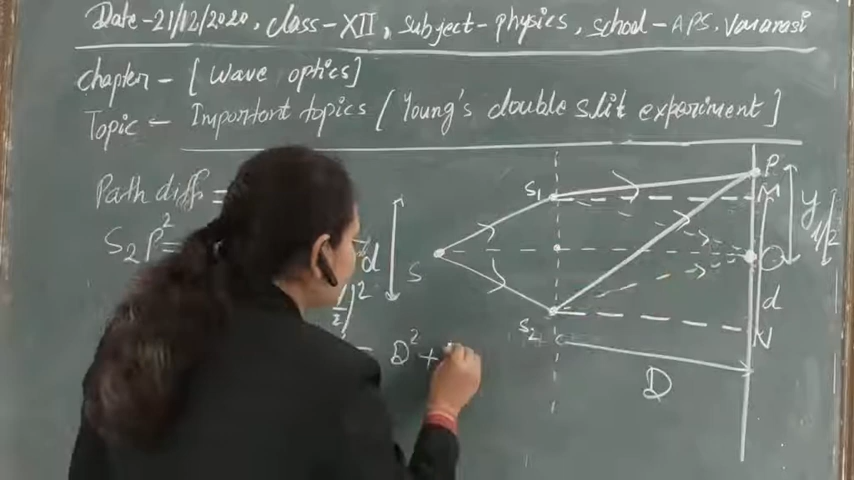 Date-21/12/2020, class-XII, subject-physics, school-APS, Varanasi
chapter - [Wave optics]
Topic - Important topics [Young's double slit experiment]
Path diff =
S₂P² =
d
)²
= D² +
S
S₁
S₂
P
M
O
d
N
y
D